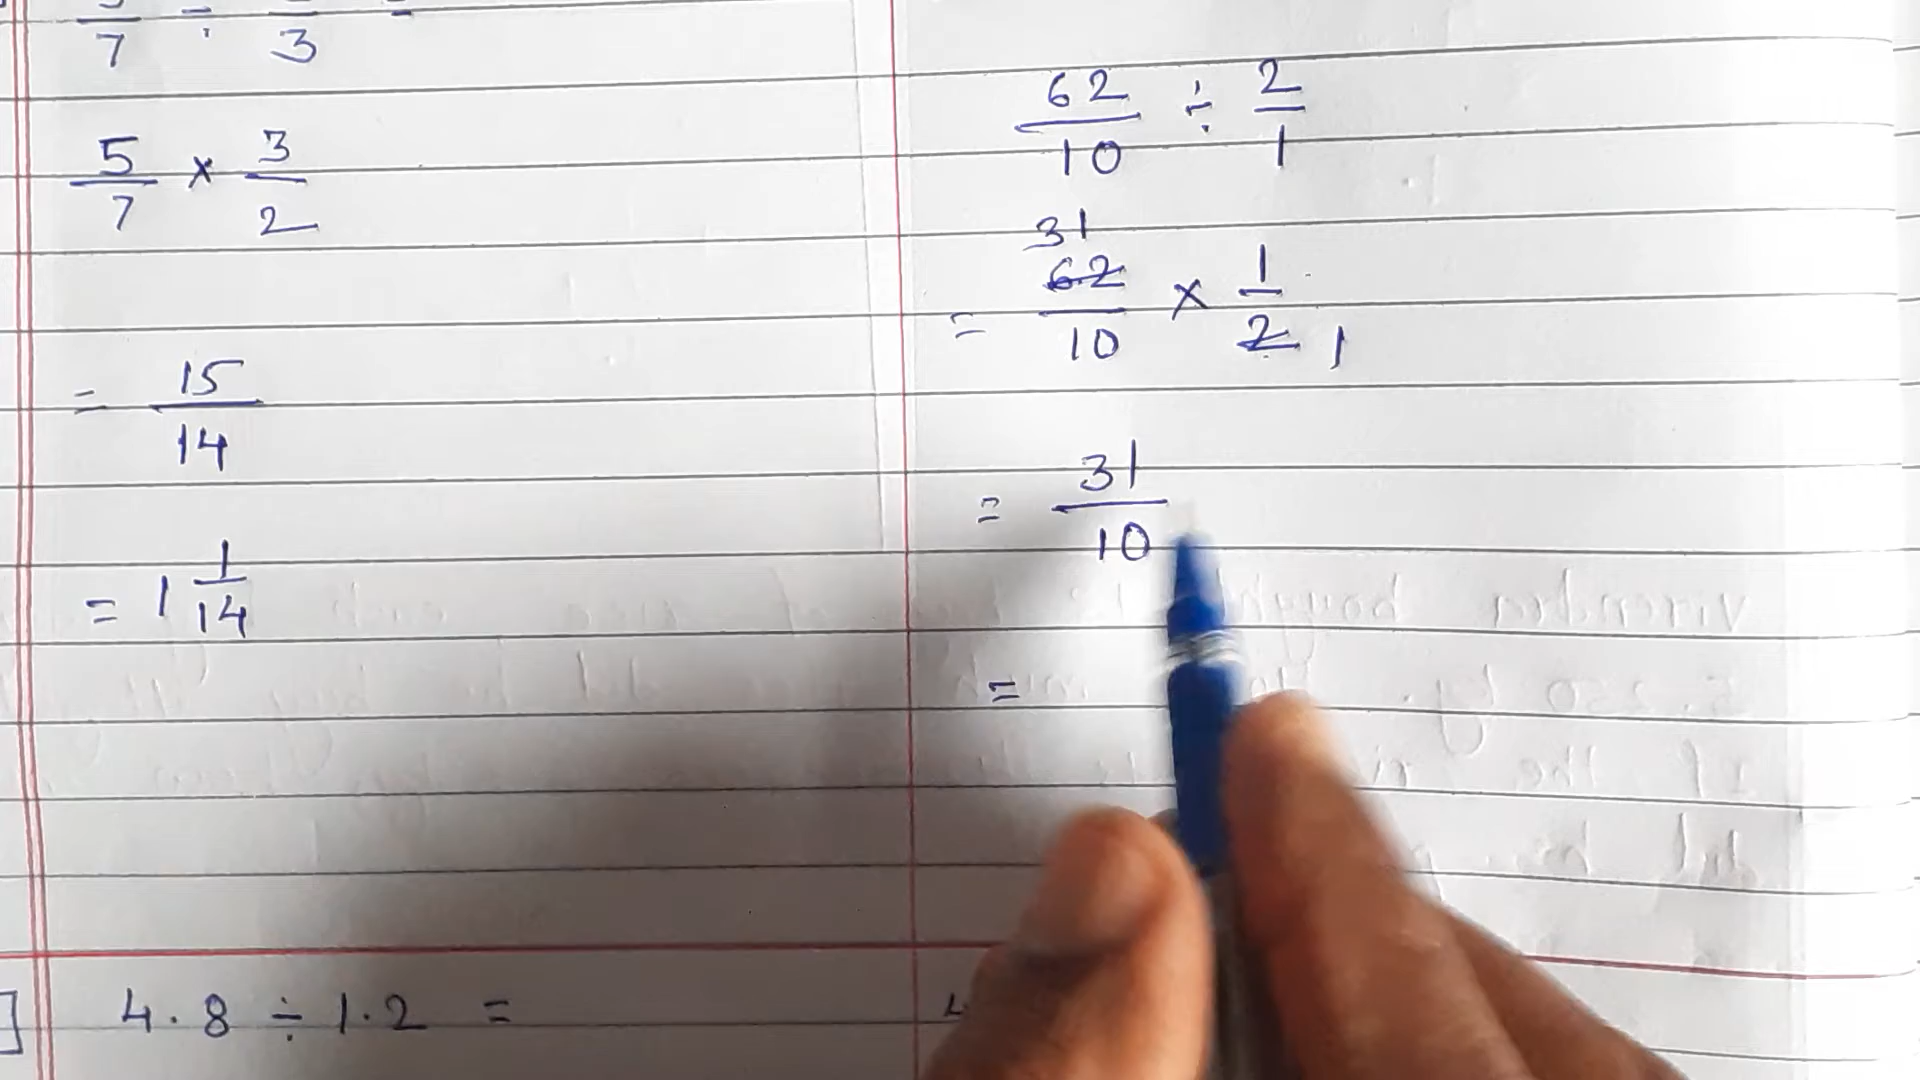 7 ÷ 3 =
5/7 × 3/2
= 15/14
= 1 1/14
62/10 ÷ 2/1
31
= 62/10 × 1/2 1
= 31/10
=
4.8 ÷ 1.2 =